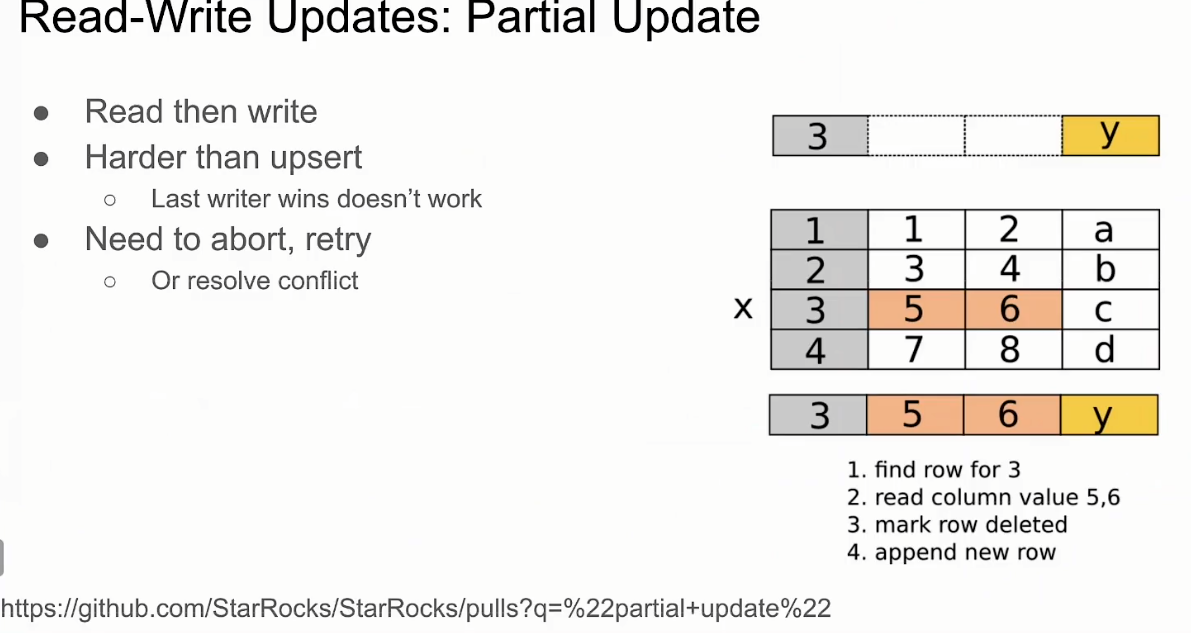 Read-Write Updates: Partial Update
● Read then write
● Harder than upsert
○ Last writer wins doesn’t work
● Need to abort, retry
○ Or resolve conflict
3 y
1 1 2 a
2 3 4 b
x 3 5 6 c
4 7 8 d
3 5 6 y
1. find row for 3
2. read column value 5,6
3. mark row deleted
4. append new row
https://github.com/StarRocks/StarRocks/pulls?q=%22partial+update%22